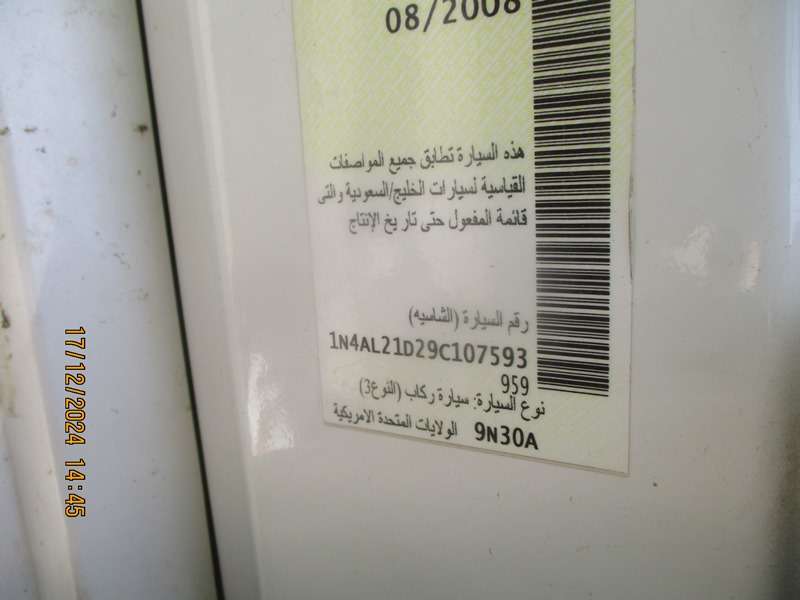 08/2008
هذه السيارة تطابق جميع المواصفات
القياسية لسيارات الخليج/السعودية والتى
قائمة المفعول حتى تاريخ الإنتاج
رقم السيارة (الشاسيه)
1N4AL21D29C107593
959
نوع السيارة: سيارة ركاب (النوع3)
9N30A الولايات المتحدة الامريكية
17/12/2024 14:45